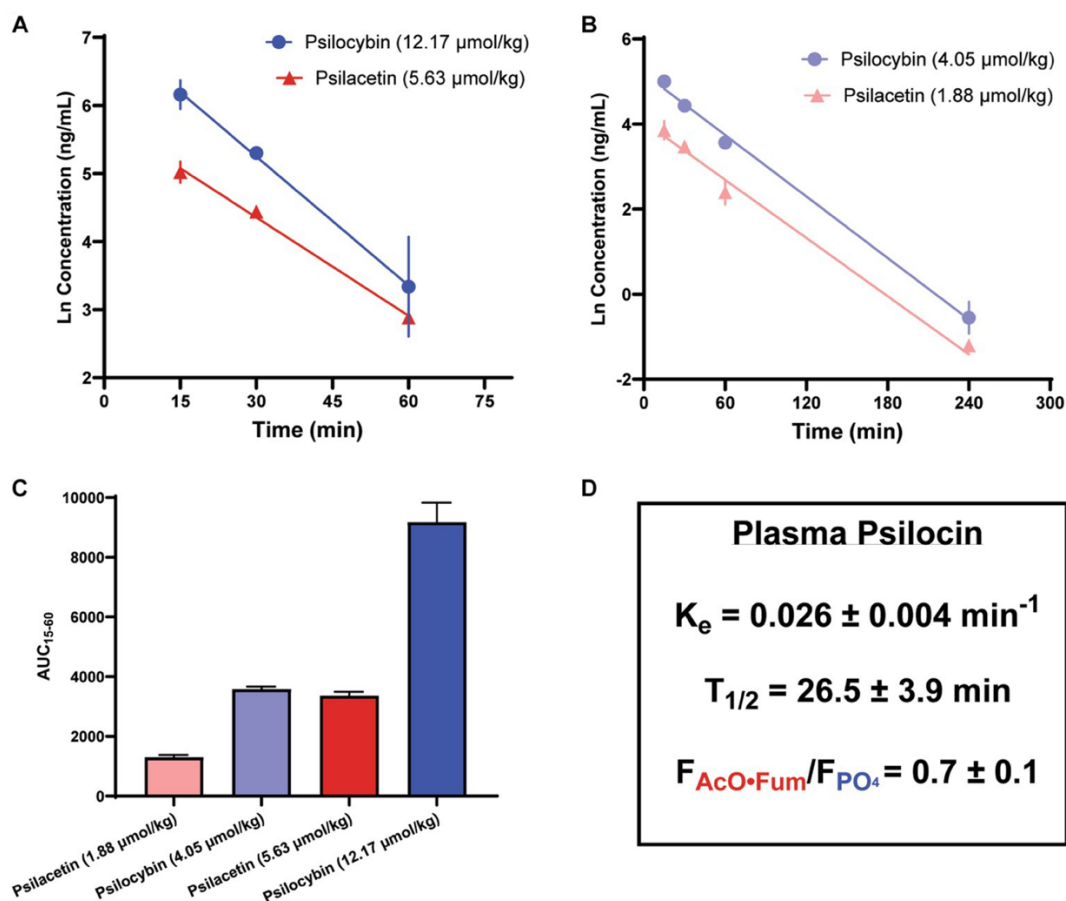 A
Psilocybin (12.17 µmol/kg)
Psilacetin (5.63 µmol/kg)
7
6
5
4
3
2
Ln Concentration (ng/mL)
0
15
30
45
60
75
Time (min)
B
Psilocybin (4.05 µmol/kg)
Psilacetin (1.88 µmol/kg)
6
4
2
0
-2
Ln Concentration (ng/mL)
0
60
120
180
240
300
Time (min)
C
10000
8000
6000
4000
2000
0
AUC15-60
Psilacetin (1.88 µmol/kg)
Psilocybin (4.05 µmol/kg)
Psilacetin (5.63 µmol/kg)
Psilocybin (12.17 µmol/kg)
D
Plasma Psilocin
Ke = 0.026 ± 0.004 min-1
T1/2 = 26.5 ± 3.9 min
FAcO•Fum/FPO4 = 0.7 ± 0.1